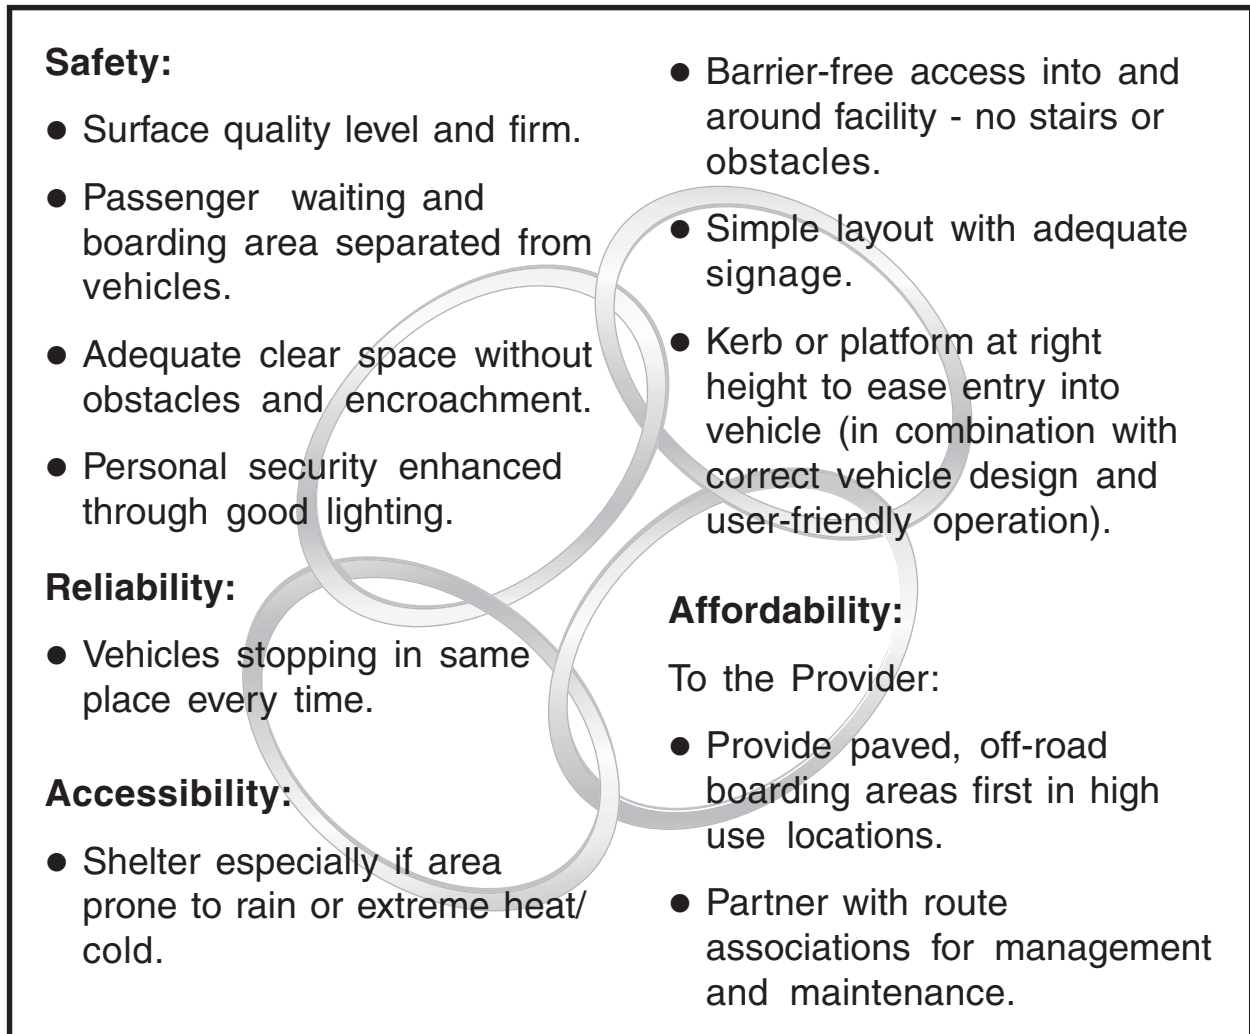 Safety:
● Surface quality level and firm.
● Passenger waiting and
boarding area separated from
vehicles.
● Adequate clear space without
obstacles and encroachment.
● Personal security enhanced
through good lighting.
Reliability:
● Vehicles stopping in same
place every time.
Accessibility:
● Shelter especially if area
prone to rain or extreme heat/
cold.
● Barrier-free access into and
around facility - no stairs or
obstacles.
● Simple layout with adequate
signage.
● Kerb or platform at right
height to ease entry into
vehicle (in combination with
correct vehicle design and
user-friendly operation).
Affordability:
To the Provider:
● Provide paved, off-road
boarding areas first in high
use locations.
● Partner with route
associations for management
and maintenance.